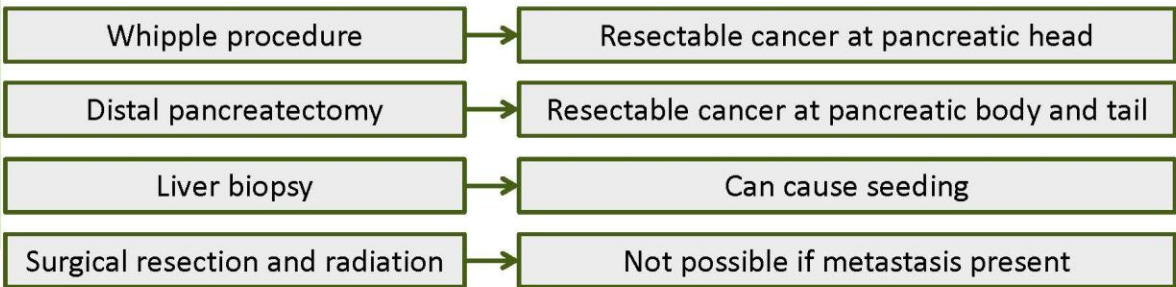 Whipple procedure
Resectable cancer at pancreatic head
Distal pancreatectomy
Resectable cancer at pancreatic body and tail
Liver biopsy
Can cause seeding
Surgical resection and radiation
Not possible if metastasis present